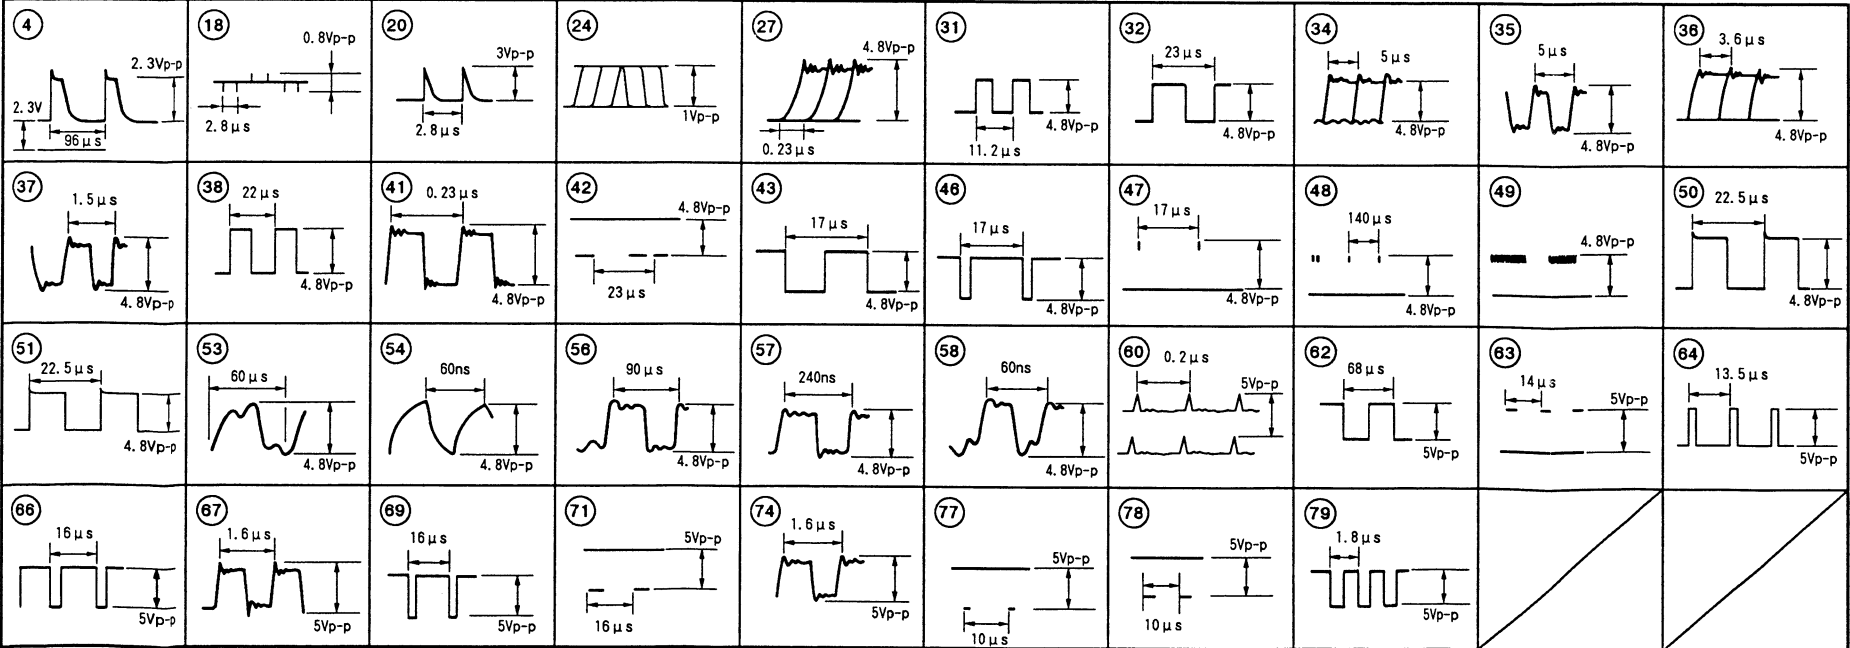 4
2.3Vp-p
2.3V
96μs
18
0.8Vp-p
2.8μs
20
3Vp-p
2.8μs
24
1Vp-p
27
4.8Vp-p
0.23μs
31
4.8Vp-p
11.2μs
32
23μs
4.8Vp-p
34
5μs
4.8Vp-p
35
5μs
4.8Vp-p
36
3.6μs
4.8Vp-p
37
1.5μs
4.8Vp-p
38
22μs
4.8Vp-p
41
0.23μs
4.8Vp-p
42
4.8Vp-p
23μs
43
17μs
4.8Vp-p
46
17μs
4.8Vp-p
47
17μs
4.8Vp-p
48
140μs
4.8Vp-p
49
4.8Vp-p
50
22.5μs
4.8Vp-p
51
22.5μs
4.8Vp-p
53
60μs
4.8Vp-p
54
60ns
4.8Vp-p
56
90μs
4.8Vp-p
57
240ns
4.8Vp-p
58
60ns
4.8Vp-p
60
0.2μs
5Vp-p
62
68μs
5Vp-p
63
14μs
5Vp-p
64
13.5μs
5Vp-p
66
16μs
5Vp-p
67
1.6μs
5Vp-p
69
16μs
5Vp-p
71
5Vp-p
16μs
74
1.6μs
5Vp-p
77
5Vp-p
10μs
78
5Vp-p
10μs
79
1.8μs
5Vp-p